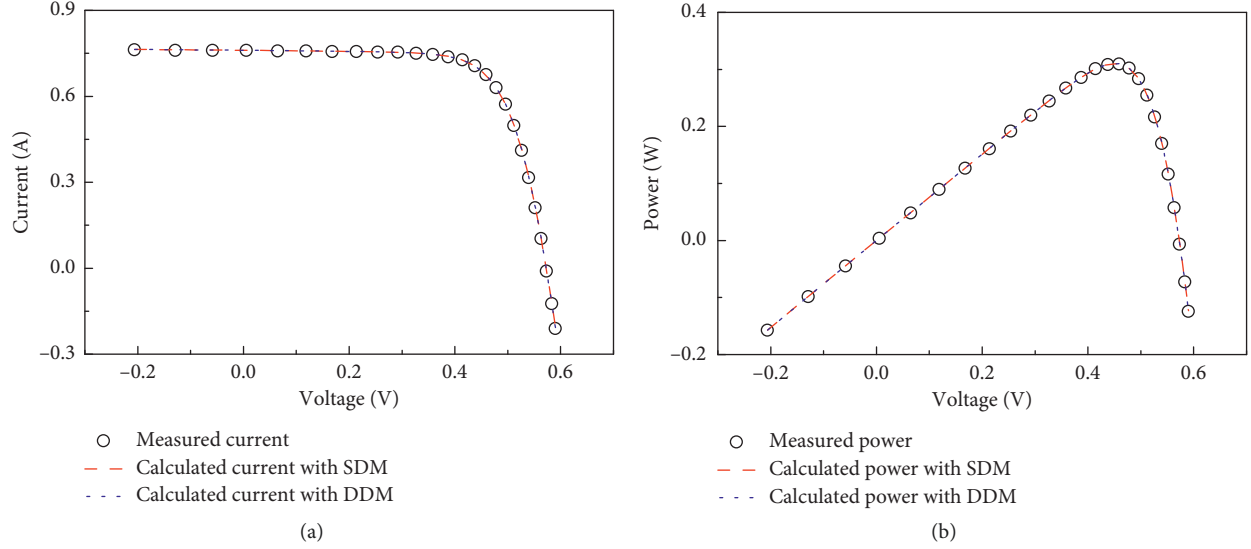 0.9
0.6
0.3
0.0
−0.3
Current (A)
−0.2 0.0 0.2 0.4 0.6
Voltage (V)
Measured current
Calculated current with SDM
Calculated current with DDM
(a)
0.4
0.2
0.0
−0.2
Power (W)
−0.2 0.0 0.2 0.4 0.6
Voltage (V)
Measured power
Calculated power with SDM
Calculated power with DDM
(b)